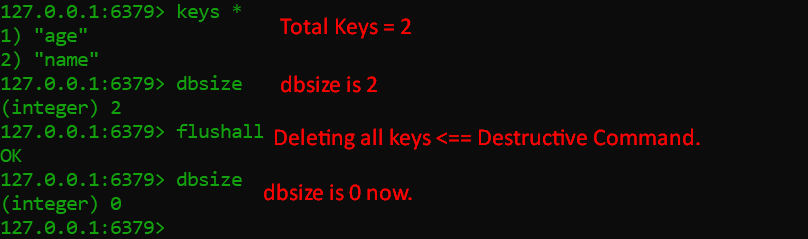 127.0.0.1:6379> keys *
Total Keys = 2
1) "age"
2) "name"
127.0.0.1:6379> dbsize
dbsize is 2
(integer) 2
127.0.0.1:6379> flushall
Deleting all keys <== Destructive Command.
OK
127.0.0.1:6379> dbsize
dbsize is 0 now.
(integer) 0
127.0.0.1:6379>